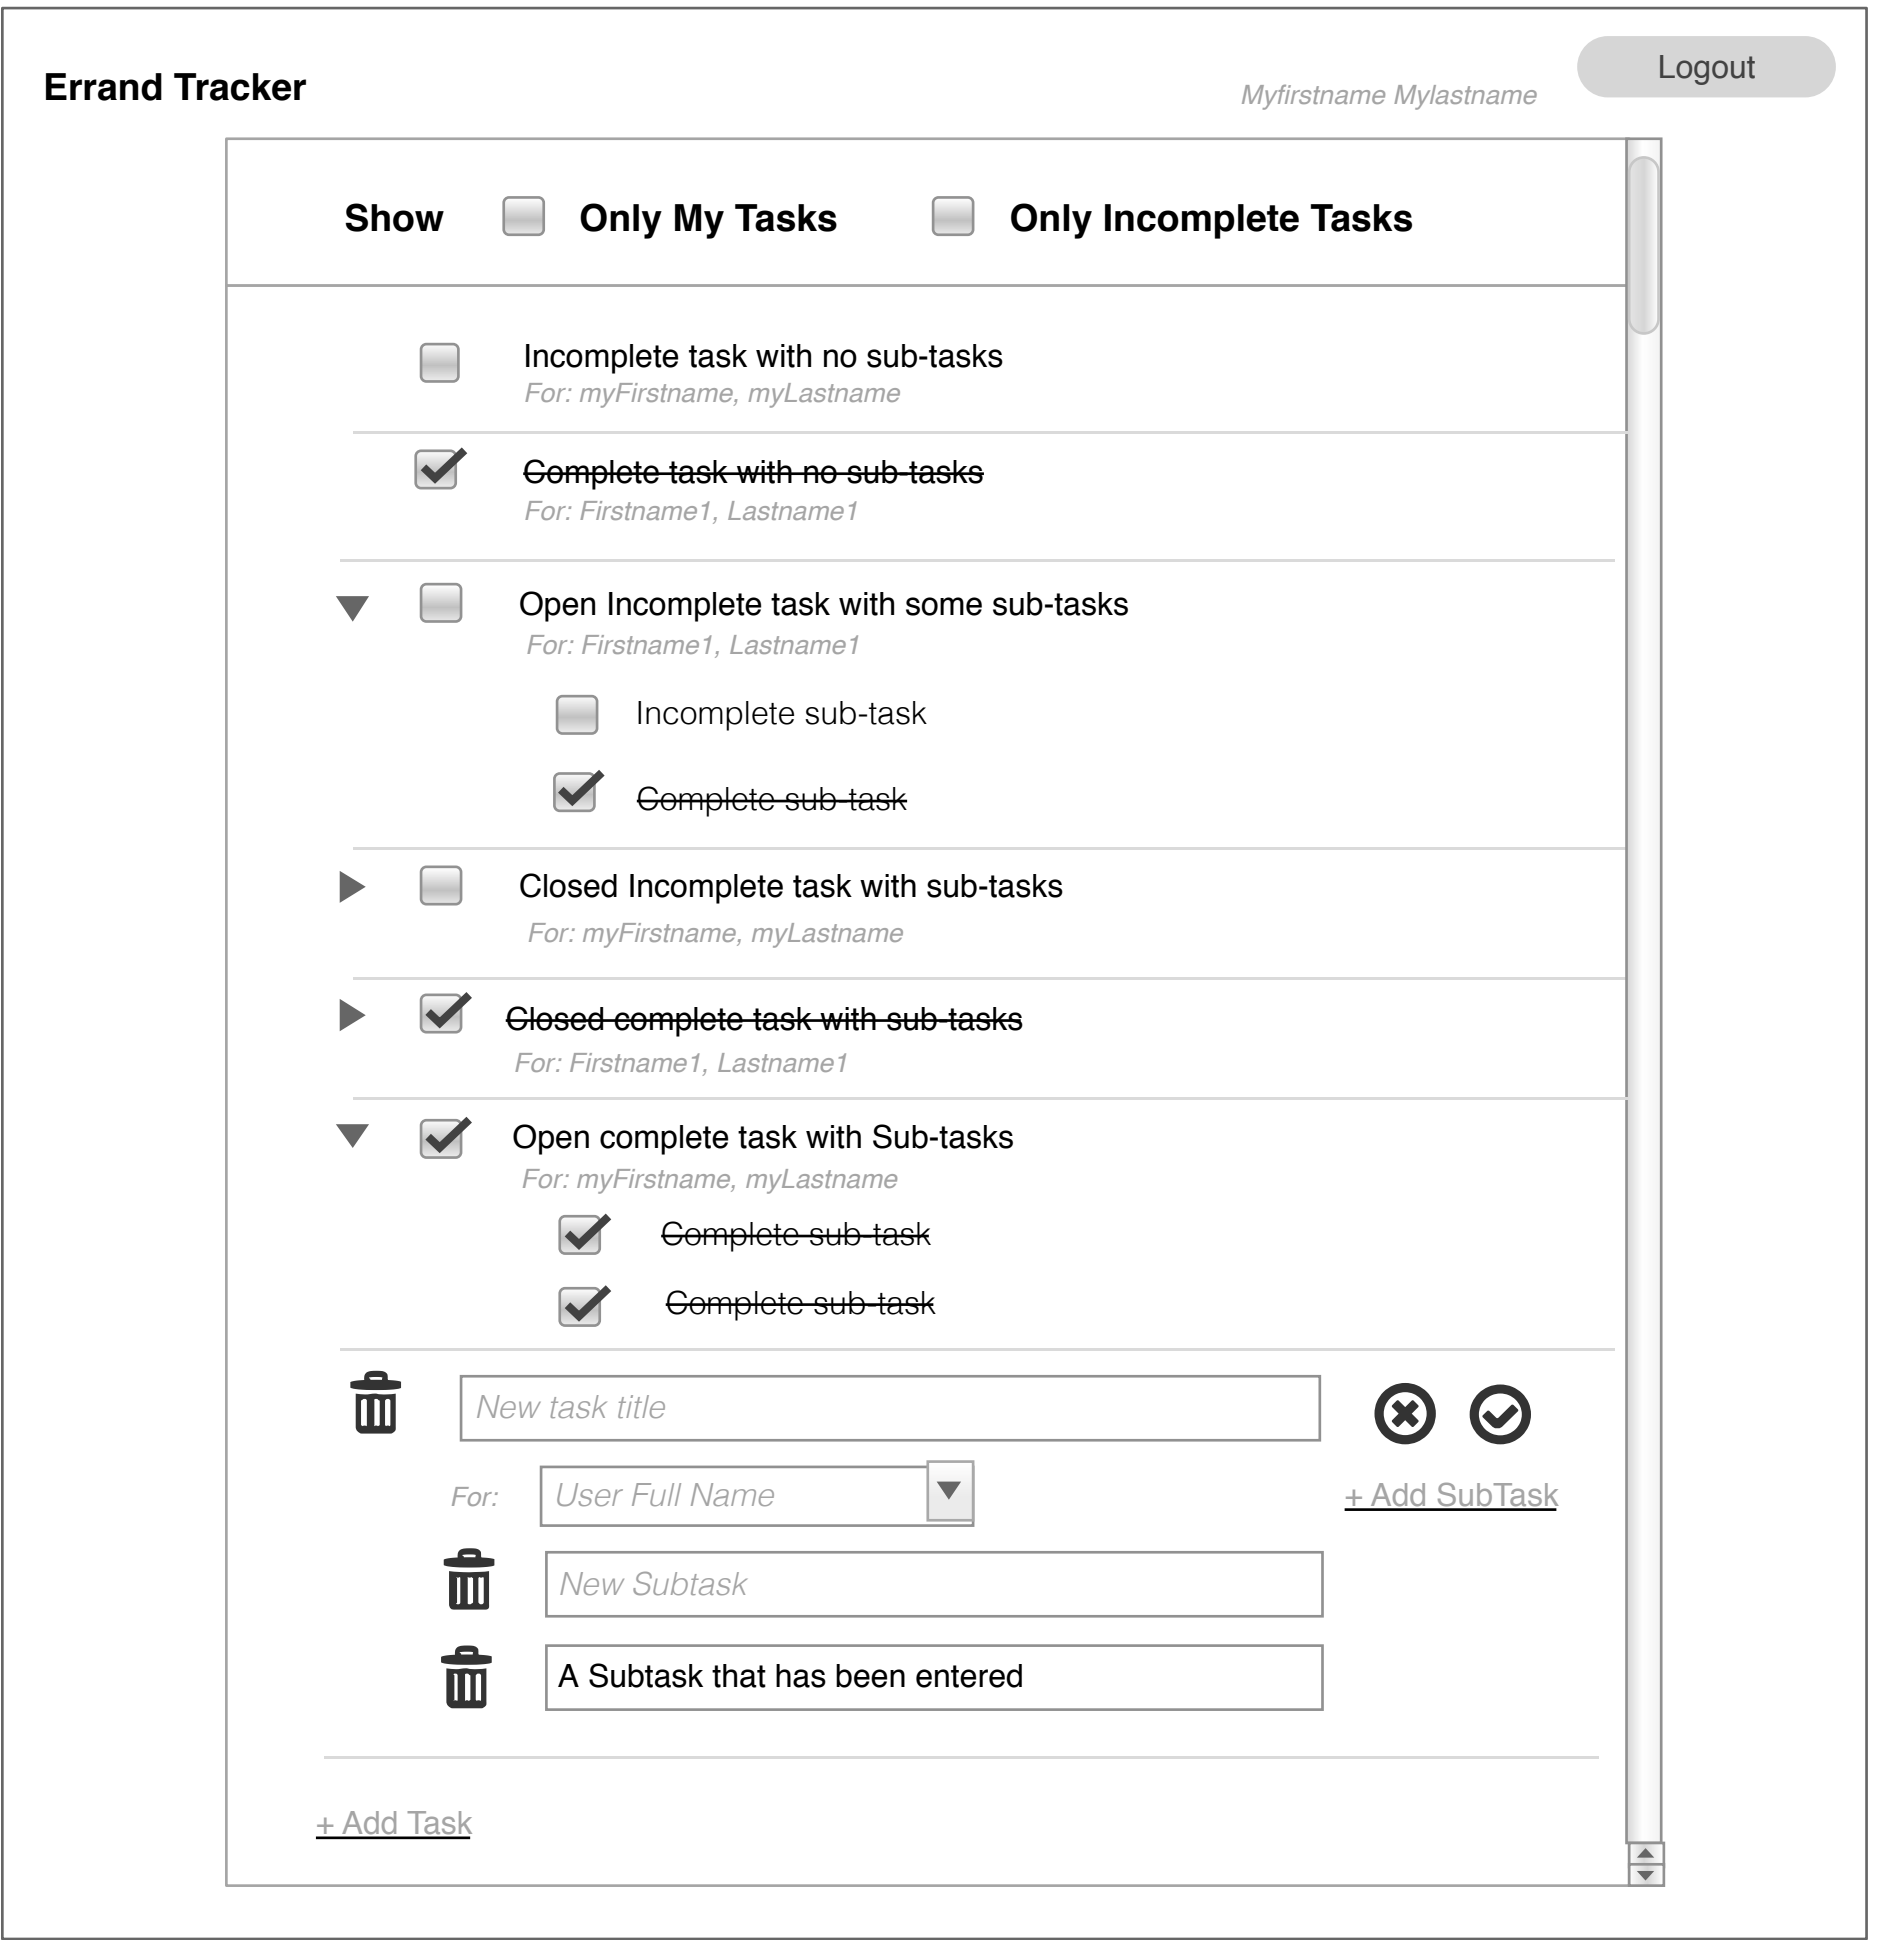 Errand Tracker
Myfirstname Mylastname
Logout
Show Only My Tasks Only Incomplete Tasks
Incomplete task with no sub-tasks
For: myFirstname, myLastname
Complete task with no sub-tasks
For: Firstname1, Lastname1
Open Incomplete task with some sub-tasks
For: Firstname1, Lastname1
Incomplete sub-task
Complete sub-task
Closed Incomplete task with sub-tasks
For: myFirstname, myLastname
Closed complete task with sub-tasks
For: Firstname1, Lastname1
Open complete task with Sub-tasks
For: myFirstname, myLastname
Complete sub-task
Complete sub-task
New task title
For: User Full Name + Add SubTask
New Subtask
A Subtask that has been entered
+ Add Task